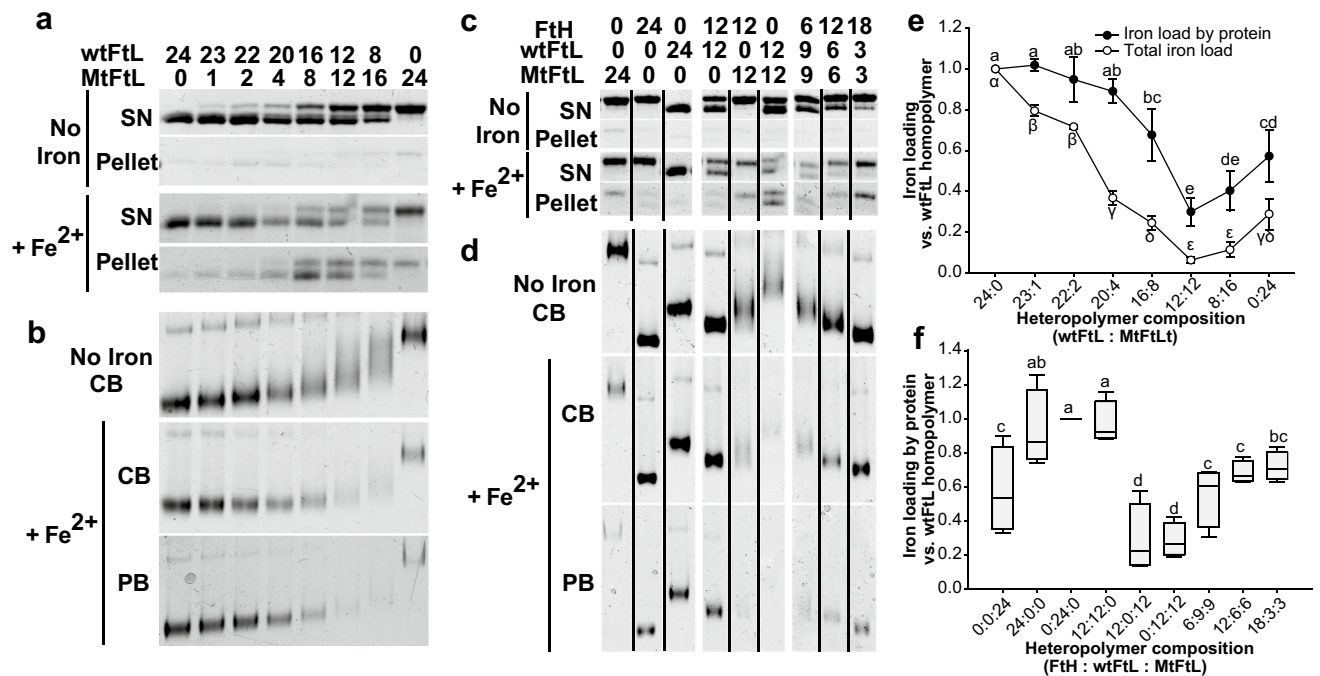 a
wtFtL 24 23 22 20 16 12 8 0
MtFtL 0 1 2 4 8 12 16 24
No Iron
SN
Pellet
+ Fe2+
SN
Pellet
b
No Iron
CB
CB
+ Fe2+
PB
c
FtH 0 24 0 12 12 0 6 12 18
wtFtL 0 0 24 12 0 12 9 6 3
MtFtL 24 0 0 0 12 12 9 6 3
No Iron
SN
Pellet
+ Fe2+
SN
Pellet
d
No Iron
CB
CB
+ Fe2+
PB
e
Iron load by protein
Total iron load
Iron loading
vs. wtFtL homopolymer
1.2
1.0
0.8
0.6
0.4
0.2
0.0
a a ab ab bc e de cd
α β β γ δ ε ε γδ
24:0 23:1 22:2 20:4 16:8 12:12 8:16 0:24
Heteropolymer composition
(wtFtL : MtFtLt)
f
Iron loading by protein
vs. wtFtL homopolymer
1.4
1.2
1.0
0.8
0.6
0.4
0.2
0.0
c ab a a d d c c bc
0:0:24 24:0:0 0:24:0 12:12:0 12:0:12 0:12:12 6:9:9 12:6:6 18:3:3
Heteropolymer composition
(FtH : wtFtL : MtFtL)